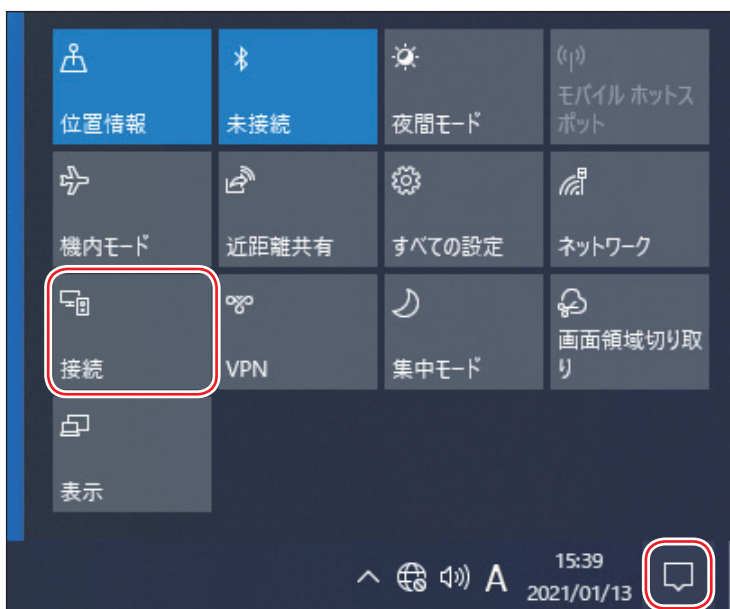 位置情報
未接続
夜間モード
モバイル ホットス
ポット
機内モード
近距離共有
すべての設定
ネットワーク
接続
VPN
集中モード
画面領域切り取
り
表示
A
15:39
2021/01/13